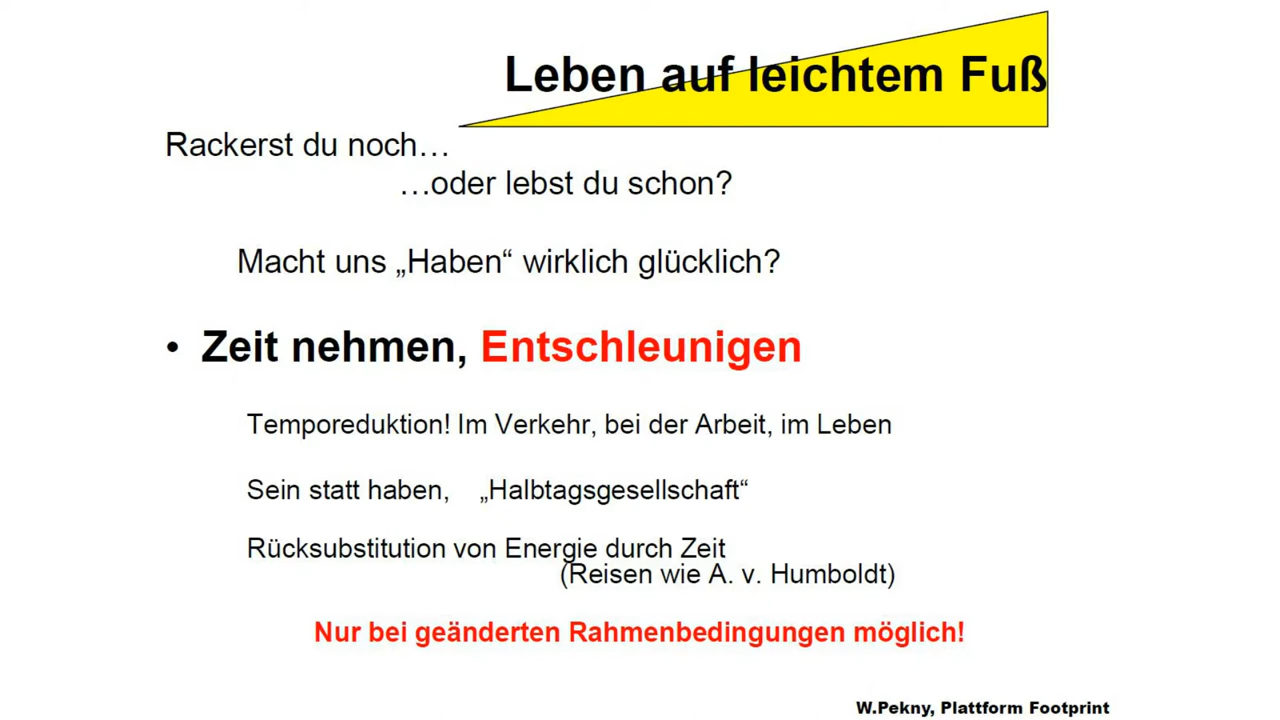 Leben auf leichtem Fuß
Rackerst du noch…
…oder lebst du schon?
Macht uns „Haben“ wirklich glücklich?
• Zeit nehmen, Entschleunigen
Temporeduktion! Im Verkehr, bei der Arbeit, im Leben
Sein statt haben, „Halbtagsgesellschaft“
Rücksubstitution von Energie durch Zeit
(Reisen wie A. v. Humboldt)
Nur bei geänderten Rahmenbedingungen möglich!
W.Pekny, Plattform Footprint